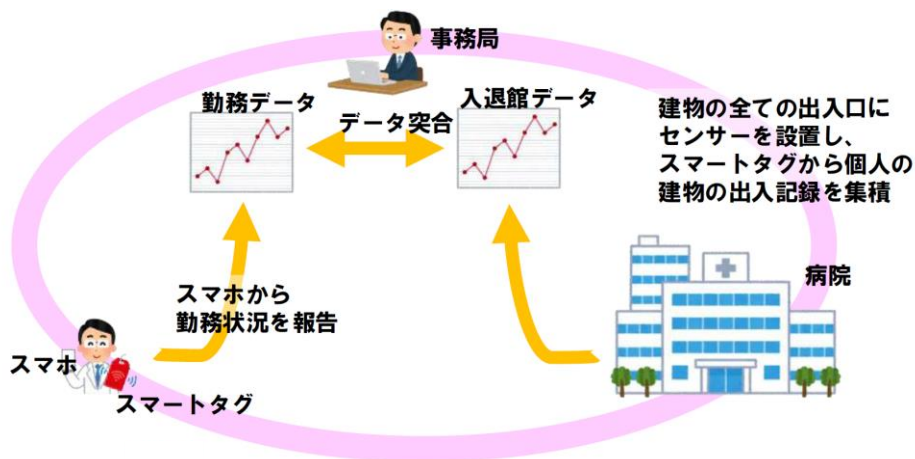 事務局
勤務データ
データ突合
入退館データ
建物の全ての出入口に
センサーを設置し、
スマートタグから個人の
建物の出入記録を集積
スマホから
勤務状況を報告
病院
スマホ
スマートタグ